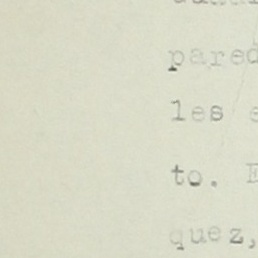 pared
les
to.
quez,